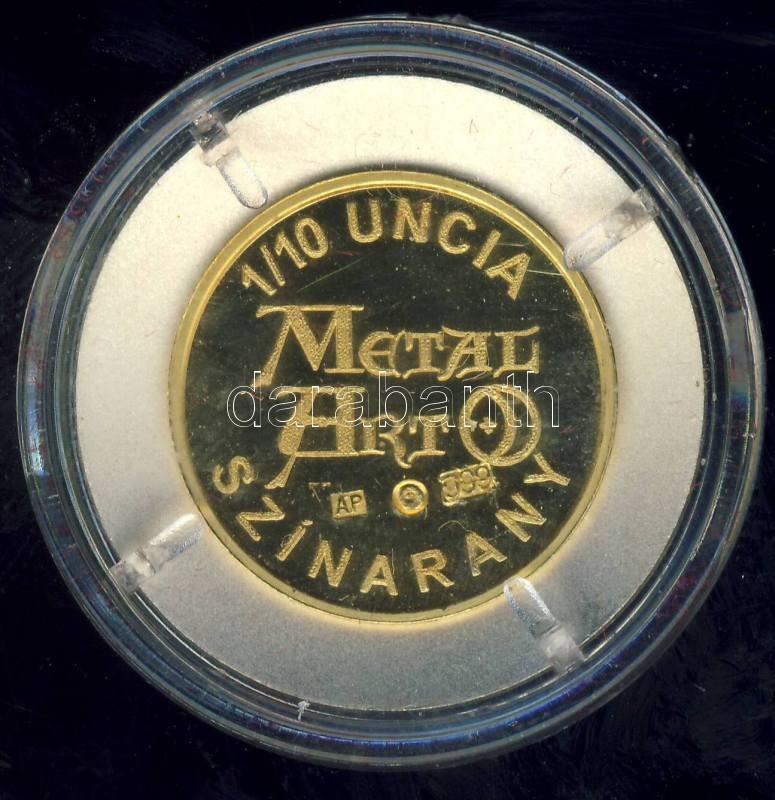 1/10 UNCIA
METAL
ART
darabanth
AP
999
SZÍNARANY